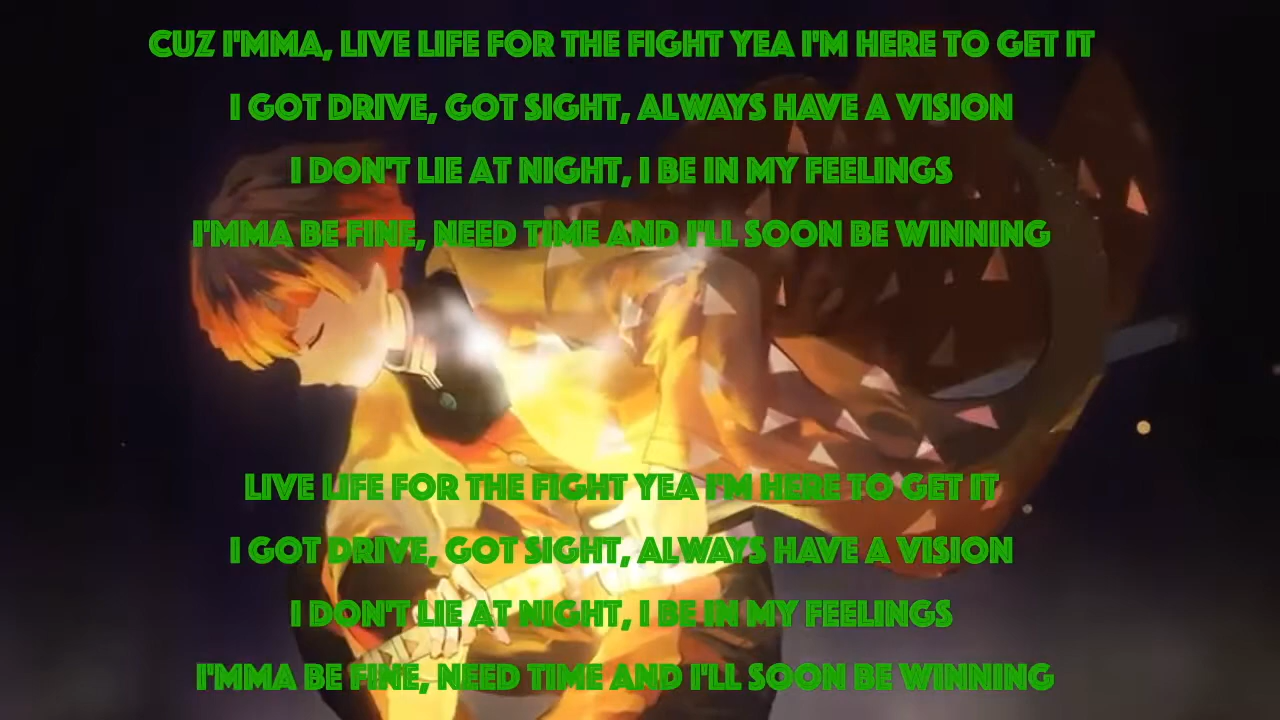 CUZ I'MMA, LIVE LIFE FOR THE FIGHT YEA I'M HERE TO GET IT
I GOT DRIVE, GOT SIGHT, ALWAYS HAVE A VISION
I DON'T LIE AT NIGHT, I BE IN MY FEELINGS
I'MMA BE FINE, NEED TIME AND I'LL SOON BE WINNING
LIVE LIFE FOR THE FIGHT YEA I'M HERE TO GET IT
I GOT DRIVE, GOT SIGHT, ALWAYS HAVE A VISION
I DON'T LIE AT NIGHT, I BE IN MY FEELINGS
I'MMA BE FINE, NEED TIME AND I'LL SOON BE WINNING